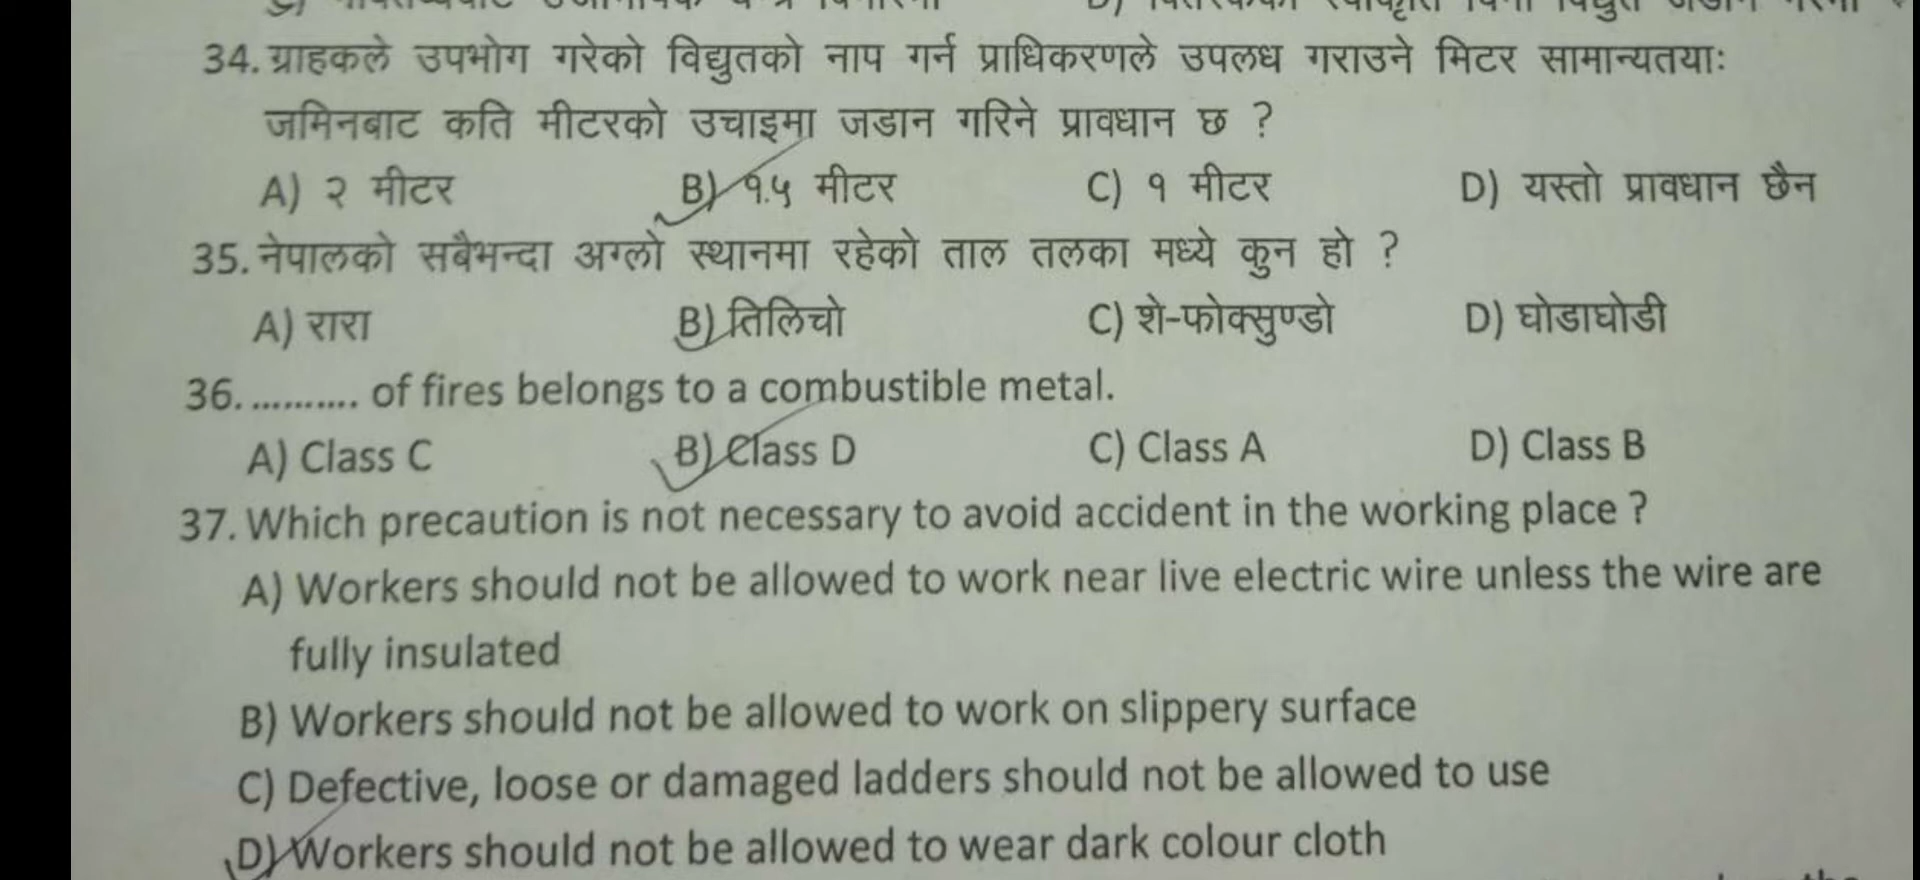 34. ग्राहकले उपभोग गरेको विद्युतको नाप गर्न प्राधिकरणले उपलध गराउने मिटर सामान्यतयाः
जमिनबाट कति मीटरको उचाइमा जडान गरिने प्रावधान छ ?
A) २ मीटर B) १.५ मीटर C) १ मीटर D) यस्तो प्रावधान छैन
35. नेपालको सबैभन्दा अग्लो स्थानमा रहेको ताल तलका मध्ये कुन हो ?
A) रारा B) तिलिचो C) शे-फोक्सुण्डो D) घोडाघोडी
36. .......... of fires belongs to a combustible metal.
A) Class C B) Class D C) Class A D) Class B
37. Which precaution is not necessary to avoid accident in the working place ?
A) Workers should not be allowed to work near live electric wire unless the wire are
fully insulated
B) Workers should not be allowed to work on slippery surface
C) Defective, loose or damaged ladders should not be allowed to use
D) Workers should not be allowed to wear dark colour cloth